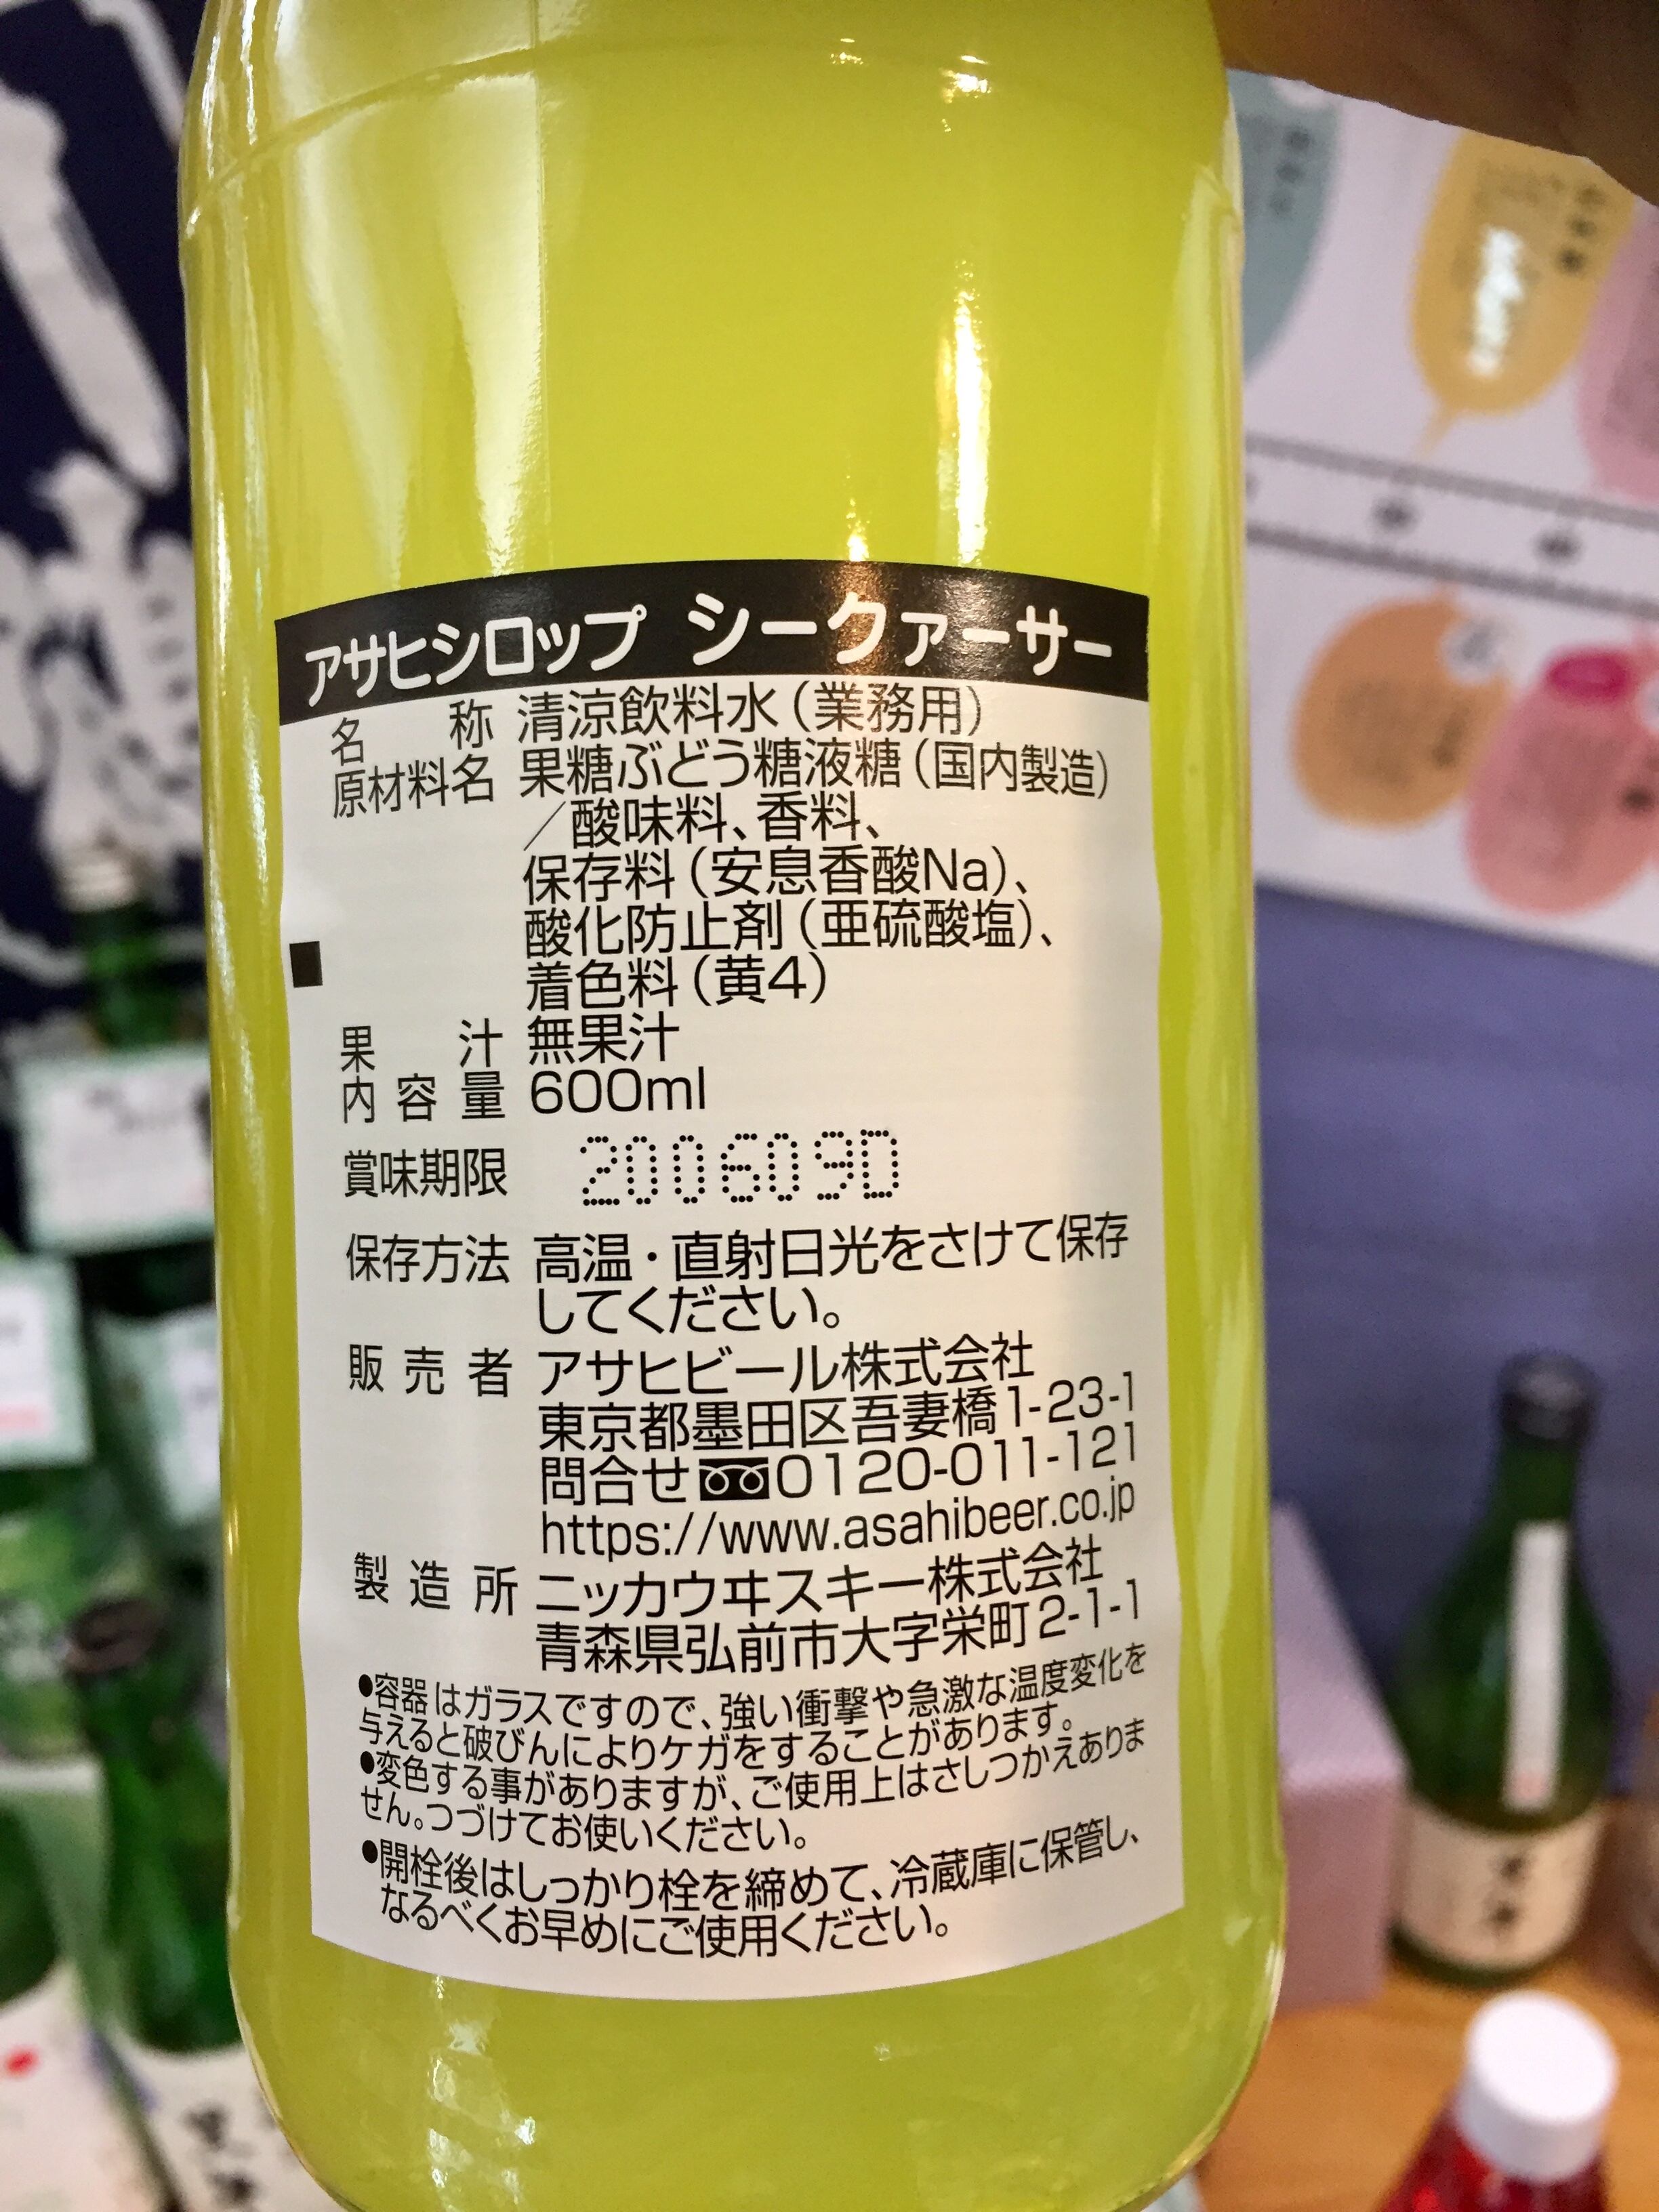 アサヒシロップ シークァーサー
名称 清涼飲料水(業務用)
原材料名 果糖ぶどう糖液糖(国内製造)
/酸味料、香料、
保存料(安息香酸Na)、
酸化防止剤(亜硫酸塩)、
着色料(黄4)
果汁 無果汁
内容量 600ml
賞味期限 200609D
保存方法 高温・直射日光をさけて保存
してください。
販売者 アサヒビール株式会社
東京都墨田区吾妻橋1-23-1
問合せ 0120-011-121
https://www.asahibeer.co.jp
製造所 ニッカウヰスキー株式会社
青森県弘前市大字栄町2-1-1
●容器はガラスですので、強い衝撃や急激な温度変化を
与えると破びんによりケガをすることがあります。
●変色する事がありますが、ご使用上はさしつかえありま
せん。つづけてお使いください。
●開栓後はしっかり栓を締めて、冷蔵庫に保管し、
なるべくお早めにご使用ください。